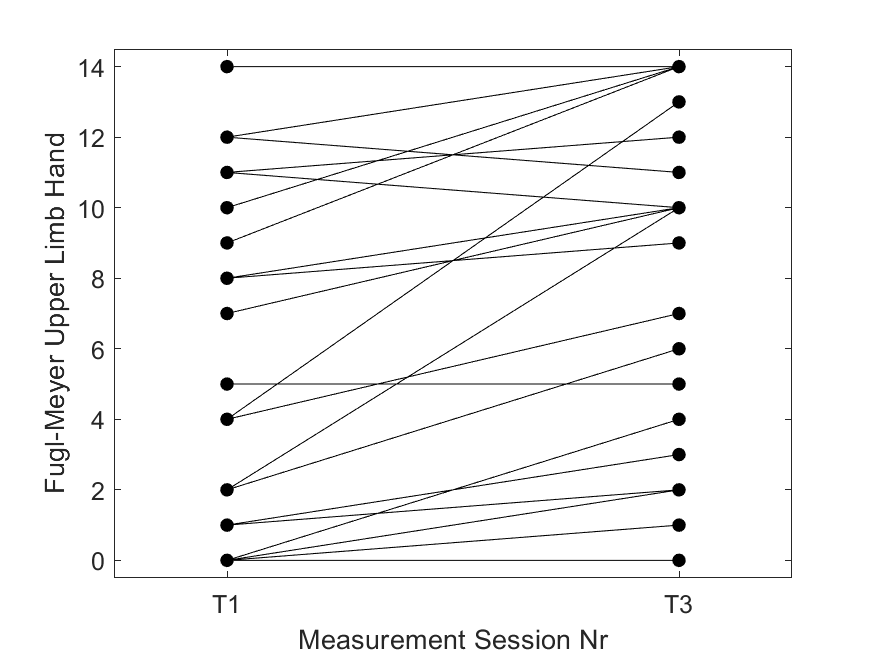 Fugl-Meyer Upper Limb Hand
14
12
10
8
6
4
2
0
T1 T3
Measurement Session Nr